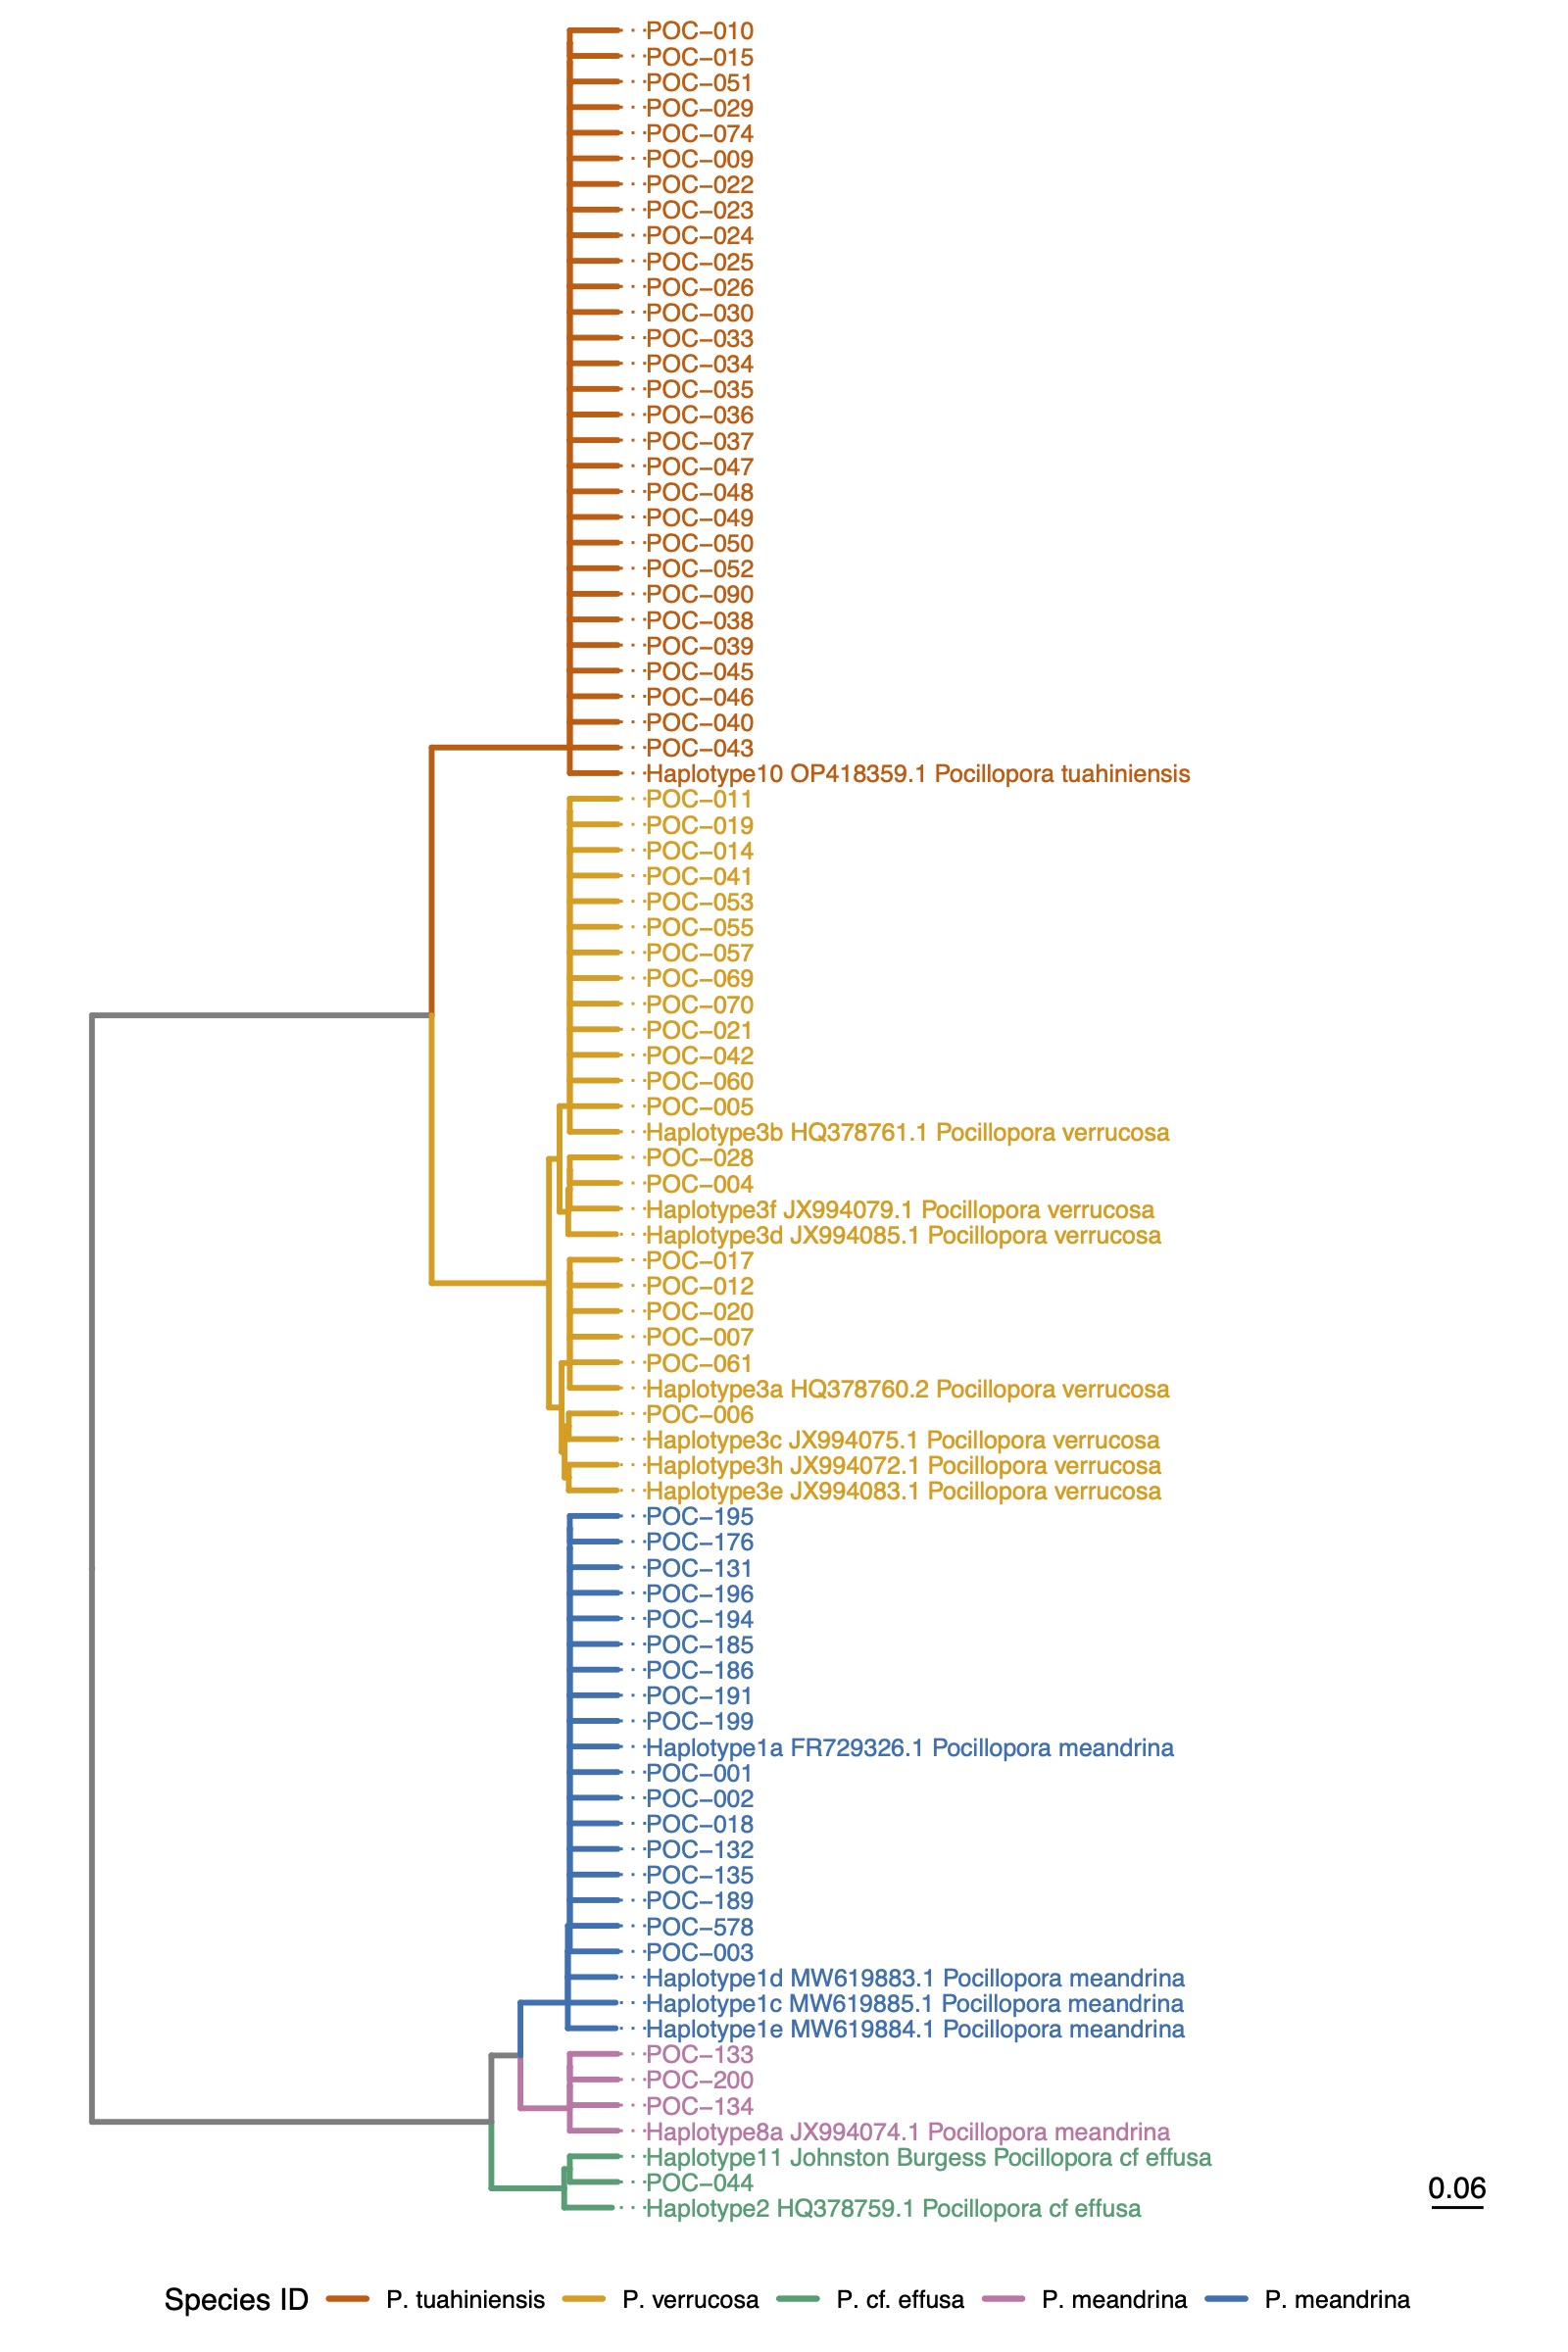 POC–010
POC–015
POC–051
POC–029
POC–074
POC–009
POC–022
POC–023
POC–024
POC–025
POC–026
POC–030
POC–033
POC–034
POC–035
POC–036
POC–037
POC–047
POC–048
POC–049
POC–050
POC–052
POC–090
POC–038
POC–039
POC–045
POC–046
POC–040
POC–043
Haplotype10 OP418359.1 Pocillopora tuahiniensis
POC–011
POC–019
POC–014
POC–041
POC–053
POC–055
POC–057
POC–069
POC–070
POC–021
POC–042
POC–060
POC–005
Haplotype3b HQ378761.1 Pocillopora verrucosa
POC–028
POC–004
Haplotype3f JX994079.1 Pocillopora verrucosa
Haplotype3d JX994085.1 Pocillopora verrucosa
POC–017
POC–012
POC–020
POC–007
POC–061
Haplotype3a HQ378760.2 Pocillopora verrucosa
POC–006
Haplotype3c JX994075.1 Pocillopora verrucosa
Haplotype3h JX994072.1 Pocillopora verrucosa
Haplotype3e JX994083.1 Pocillopora verrucosa
POC–195
POC–176
POC–131
POC–196
POC–194
POC–185
POC–186
POC–191
POC–199
Haplotype1a FR729326.1 Pocillopora meandrina
POC–001
POC–002
POC–018
POC–132
POC–135
POC–189
POC–578
POC–003
Haplotype1d MW619883.1 Pocillopora meandrina
Haplotype1c MW619885.1 Pocillopora meandrina
Haplotype1e MW619884.1 Pocillopora meandrina
POC–133
POC–200
POC–134
Haplotype8a JX994074.1 Pocillopora meandrina
Haplotype11 Johnston Burgess Pocillopora cf effusa
POC–044
Haplotype2 HQ378759.1 Pocillopora cf effusa
0.06
Species ID P. tuahiniensis P. verrucosa P. cf. effusa P. meandrina P. meandrina